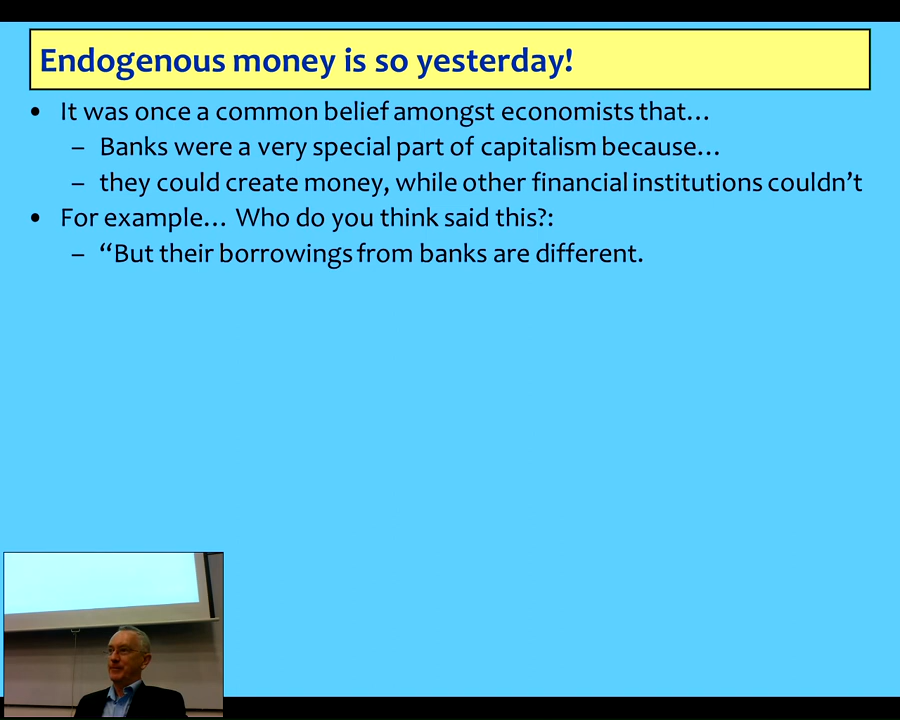 Endogenous money is so yesterday!
• It was once a common belief amongst economists that…
– Banks were a very special part of capitalism because…
– they could create money, while other financial institutions couldn’t
• For example… Who do you think said this?:
– “But their borrowings from banks are different.